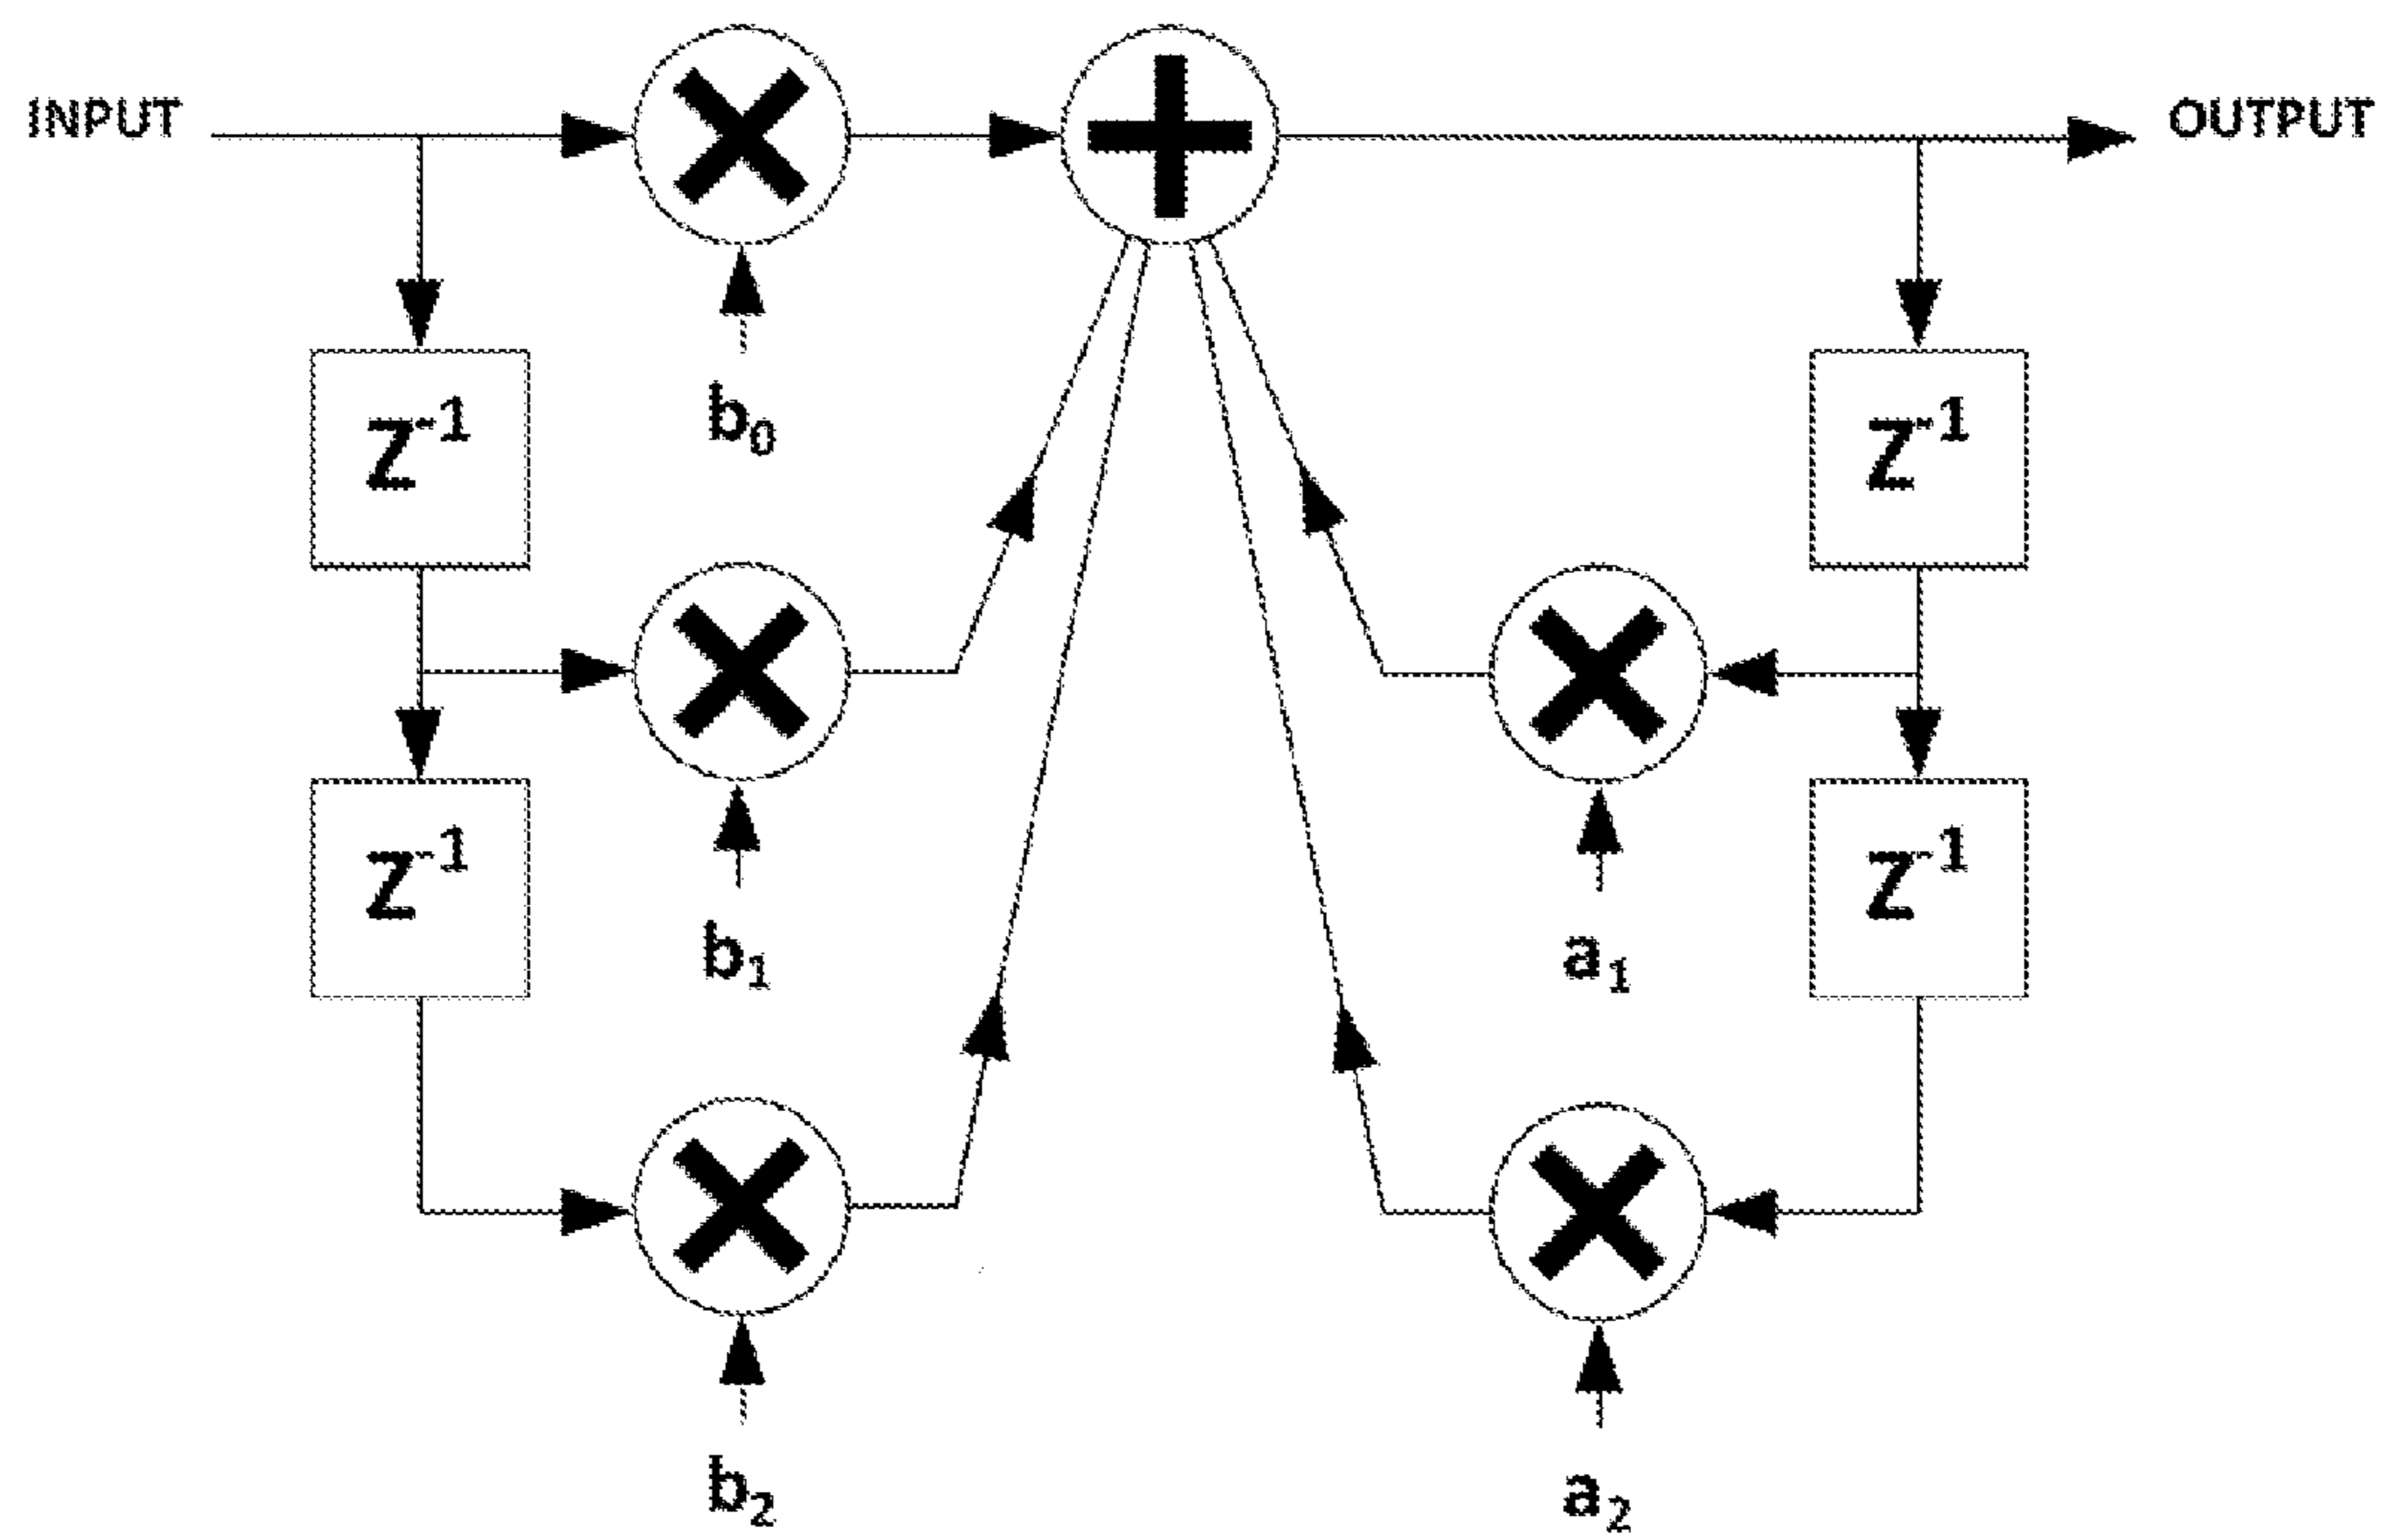 INPUT
OUTPUT
b₀
Z⁻¹
Z⁻¹
b₁
a₁
Z⁻¹
Z⁻¹
b₂
a₂